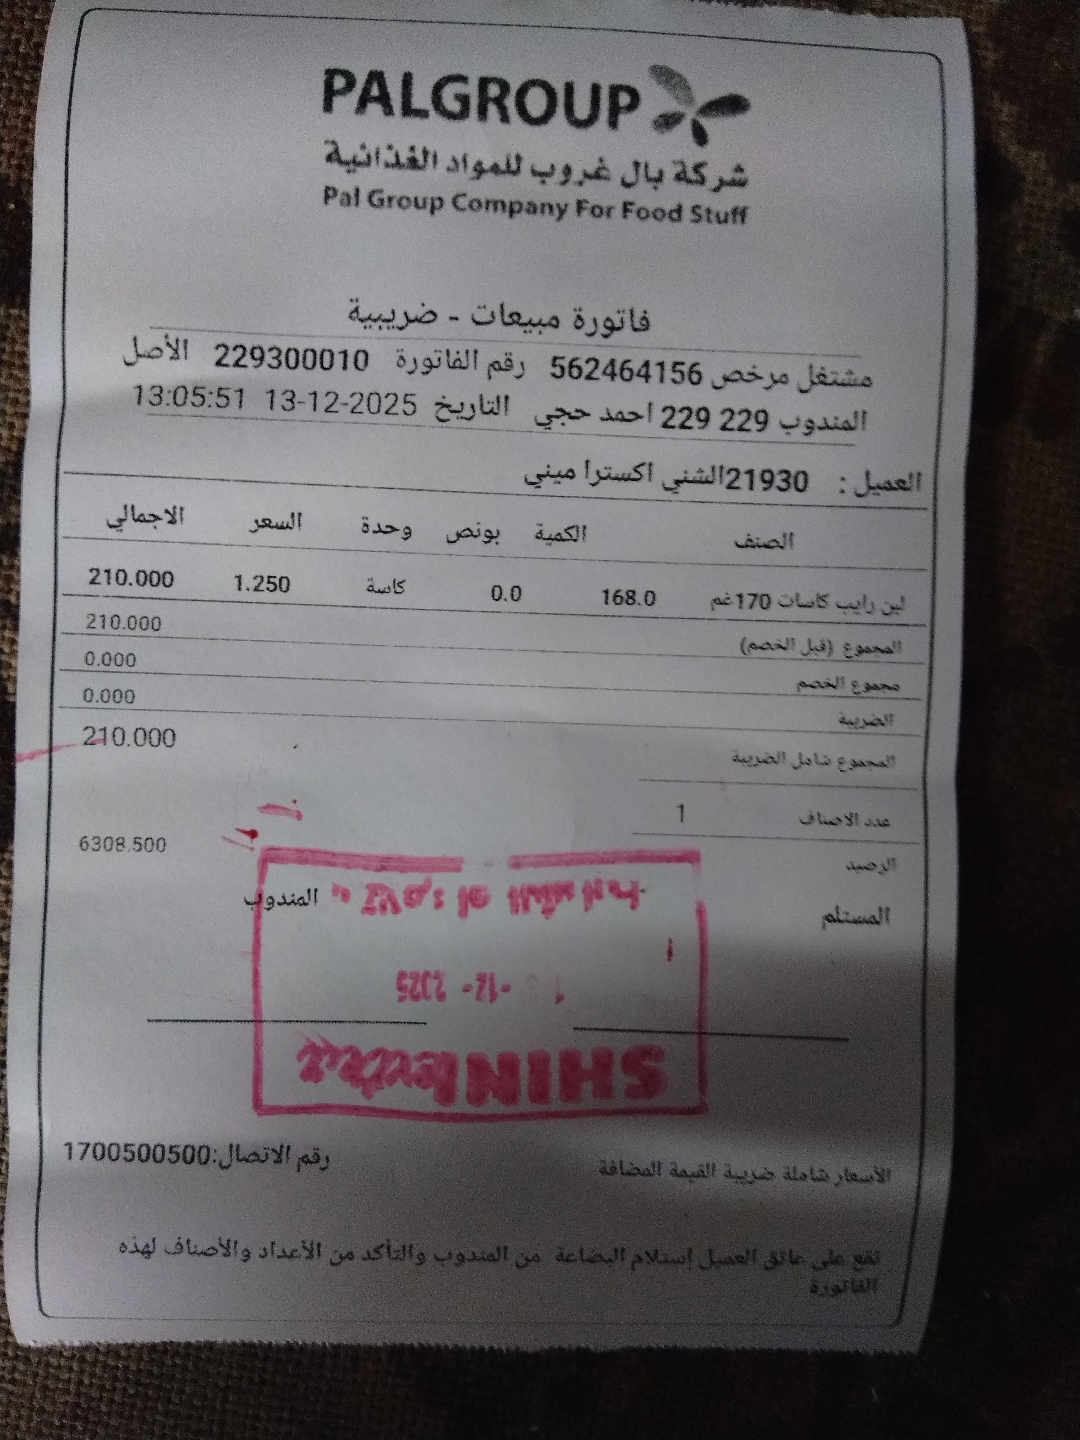 PALGROUP
شركة بال غروب للمواد الغذائية
Pal Group Company For Food Stuff
فاتورة مبيعات - ضريبية
مشتغل مرخص 562464156 رقم الفاتورة 229300010 الأصل
المندوب 229 229 احمد حجي التاريخ 13-12-2025 13:05:51
العميل : 21930الشني اكسترا ميني
الصنف الكمية بونص وحدة السعر الاجمالي
لبن رايب كاسات 170غم 168.0 0.0 كاسة 1.250 210.000
المجموع (قبل الخصم) 210.000
مجموع الخصم 0.000
الضريبة 0.000
المجموع شامل الضريبة 210.000
عدد الاصناف 1
الرصيد 6308.500
المستلم المندوب
-12- 2025
SHINI extra
الأسعار شاملة ضريبة القيمة المضافة رقم الاتصال:1700500500
تقع على عاتق العميل إستلام البضاعة من المندوب والتأكد من الأعداد والأصناف لهذه
الفاتورة